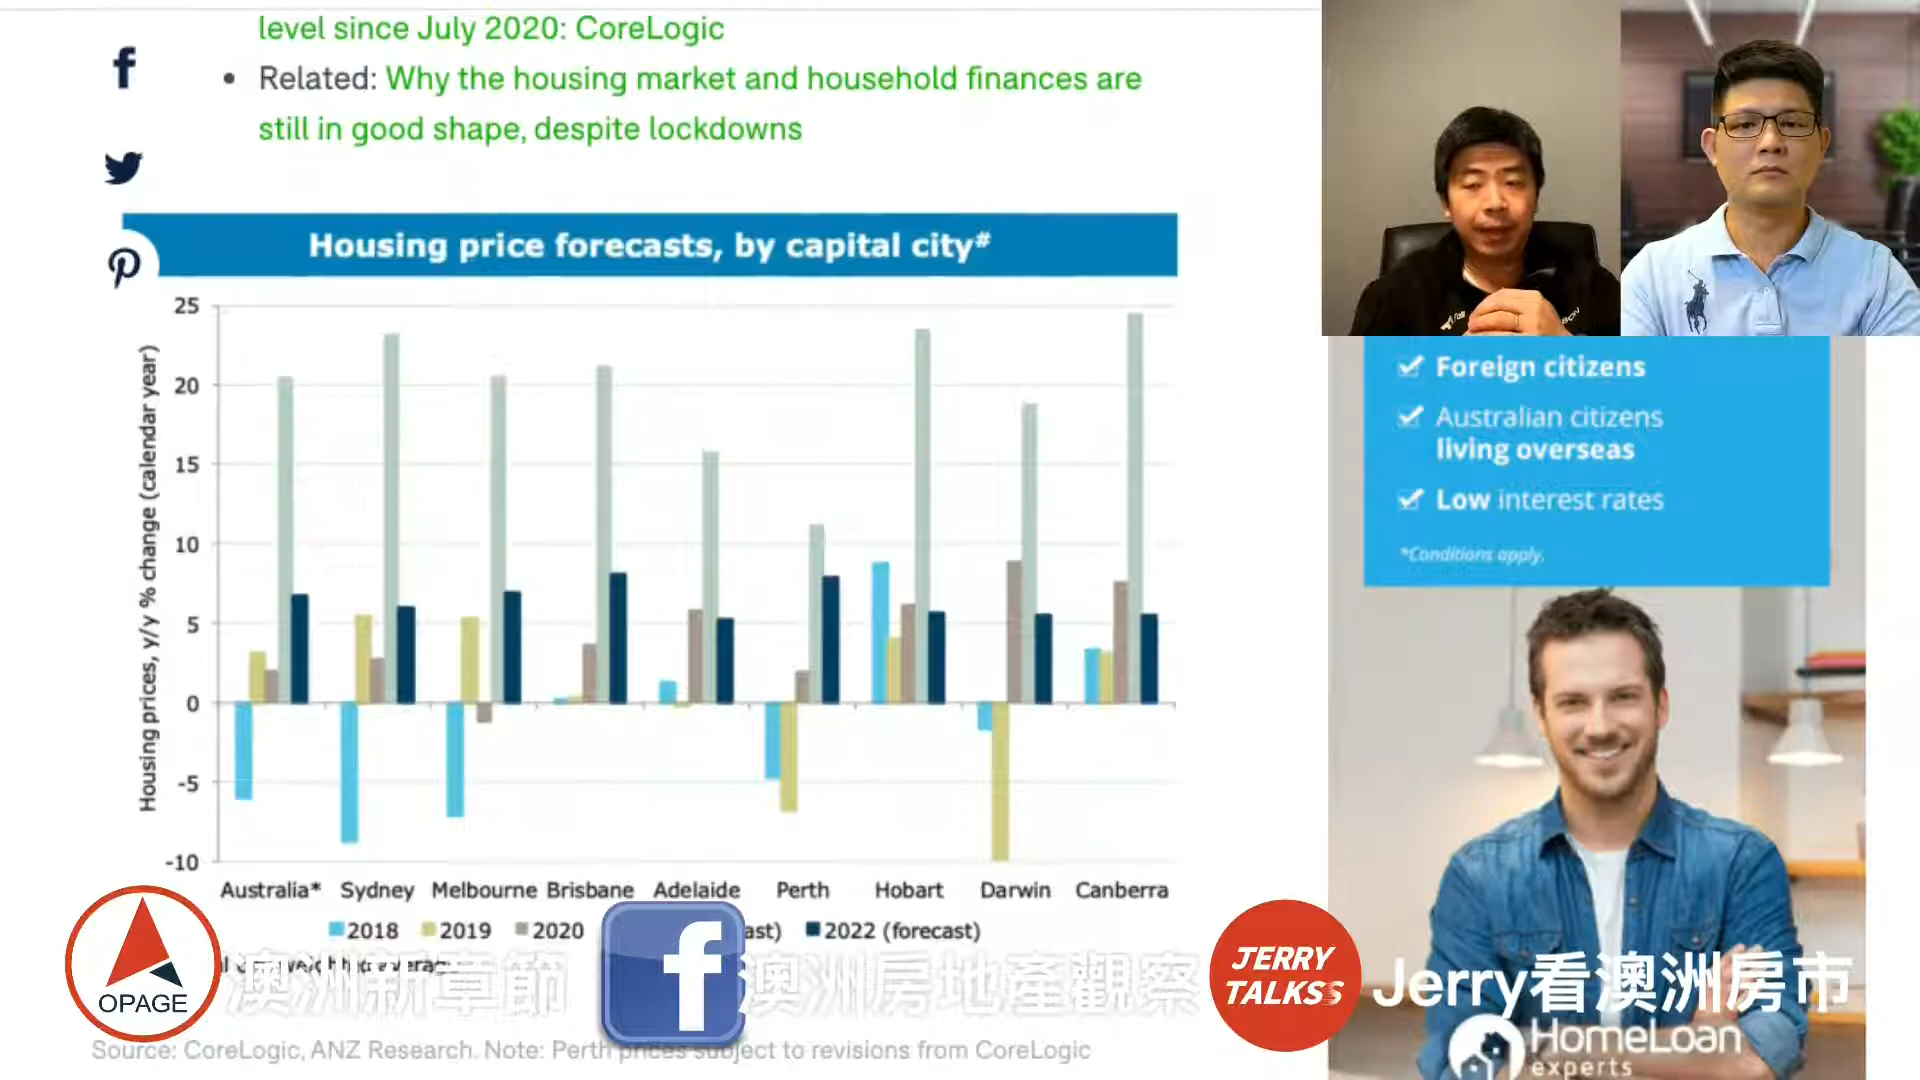 level since July 2020: CoreLogic
Related: Why the housing market and household finances are
still in good shape, despite lockdowns
Housing price forecasts, by capital city#
Housing prices, y/y % change (calendar year)
25
20
15
10
5
0
-5
-10
Australia* Sydney Melbourne Brisbane Adelaide Perth Hobart Darwin Canberra
2018 2019 2020 ast) 2022 (forecast)
weighted average
Source: CoreLogic, ANZ Research. Note: Perth prices subject to revisions from CoreLogic
Foreign citizens
Australian citizens
living overseas
Low interest rates
*Conditions apply.
HomeLoan
experts
OPAGE
澳洲新章節
澳洲房地產觀察
JERRY
TALKSS
Jerry看澳洲房市